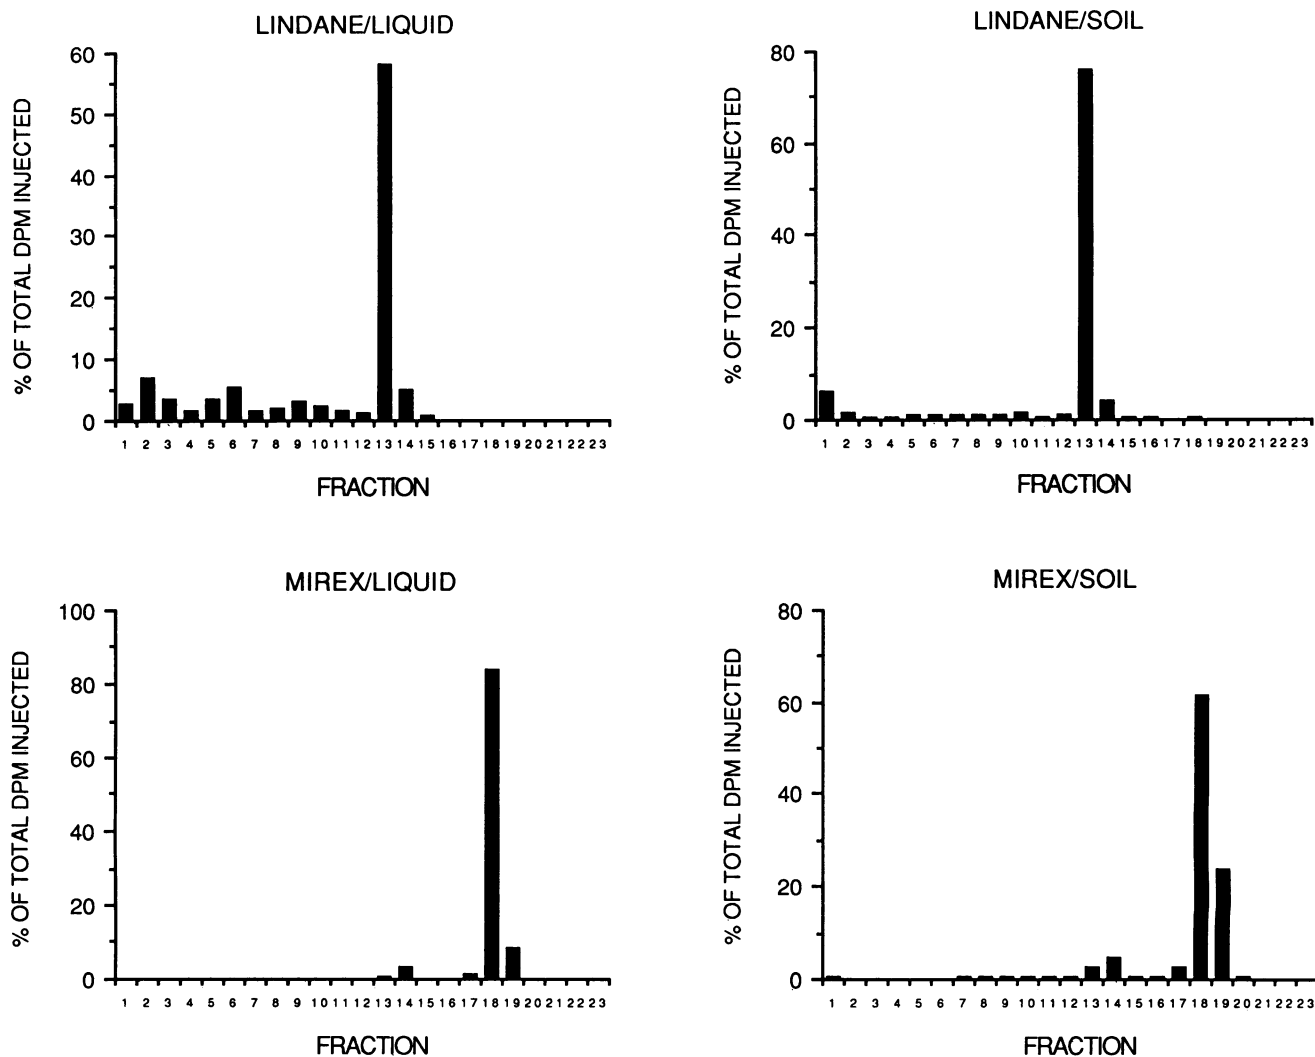 LINDANE/LIQUID
% OF TOTAL DPM INJECTED
60
50
40
30
20
10
0
1 2 3 4 5 6 7 8 9 10 11 12 13 14 15 16 17 18 19 20 21 22 23
FRACTION
LINDANE/SOIL
% OF TOTAL DPM INJECTED
80
60
40
20
0
1 2 3 4 5 6 7 8 9 10 11 12 13 14 15 16 17 18 19 20 21 22 23
FRACTION
MIREX/LIQUID
% OF TOTAL DPM INJECTED
100
80
60
40
20
0
1 2 3 4 5 6 7 8 9 10 11 12 13 14 15 16 17 18 19 20 21 22 23
FRACTION
MIREX/SOIL
% OF TOTAL DPM INJECTED
80
60
40
20
0
1 2 3 4 5 6 7 8 9 10 11 12 13 14 15 16 17 18 19 20 21 22 23
FRACTION